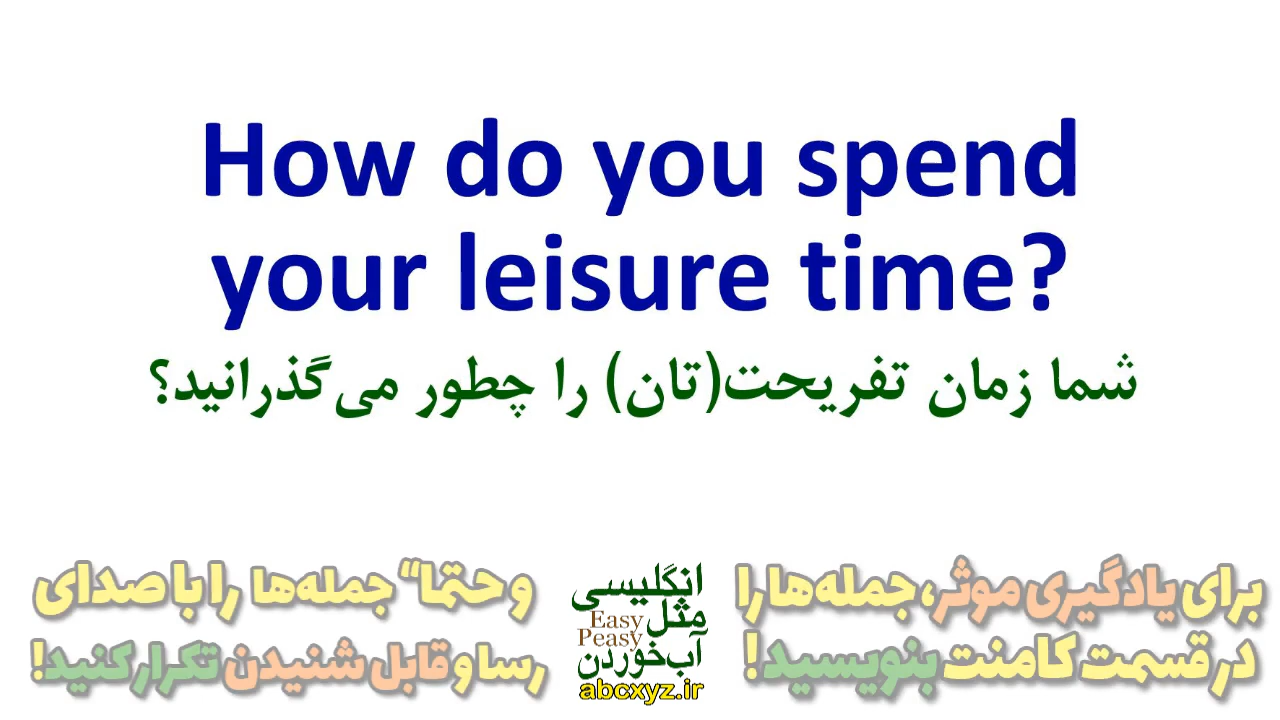 How do you spend
your leisure time?
شما زمان تفریحت(تان) را چطور می‌گذرانید؟
برای یادگیری موثر، جمله‌ها را
در قسمت کامنت بنویسید!
انگلیسی
مثل
Easy
Peasy
آب‌خوردن
abcxyz.ir
و حتما“ جمله‌ها را با صدای
رسا و قابل شنیدن تکرار کنید!